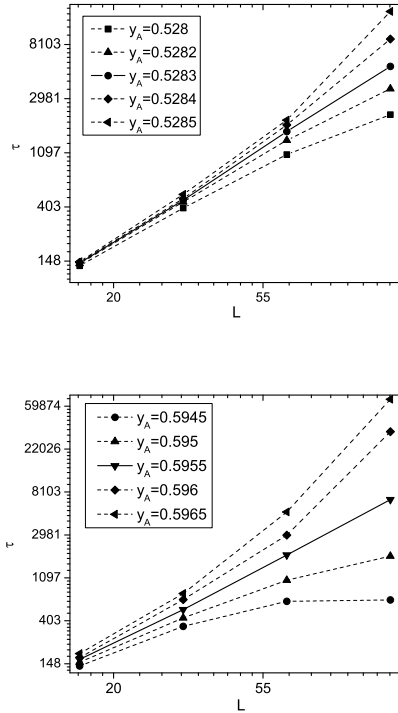 8103
2981
1097
403
148
τ
y_A=0.528
y_A=0.5282
y_A=0.5283
y_A=0.5284
y_A=0.5285
20
55
L
59874
22026
8103
2981
1097
403
148
τ
y_A=0.5945
y_A=0.595
y_A=0.5955
y_A=0.596
y_A=0.5965
20
55
L